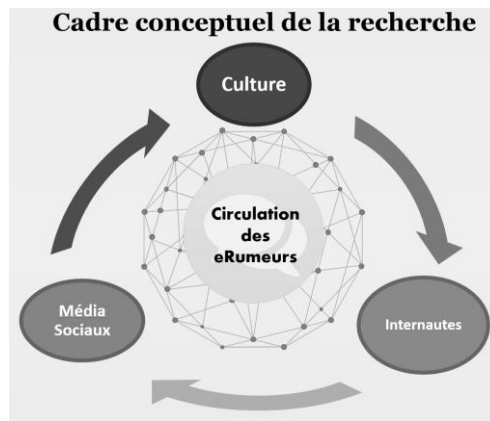 Cadre conceptuel de la recherche
Culture
Circulation
des
eRumeurs
Média
Sociaux
Internautes